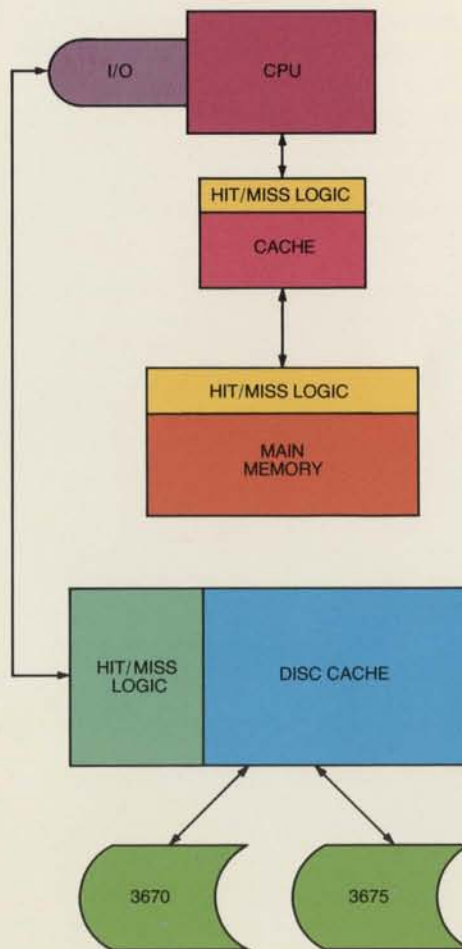 I/O
CPU
HIT/MISS LOGIC
CACHE
HIT/MISS LOGIC
MAIN
MEMORY
HIT/MISS
LOGIC
DISC CACHE
3670
3675